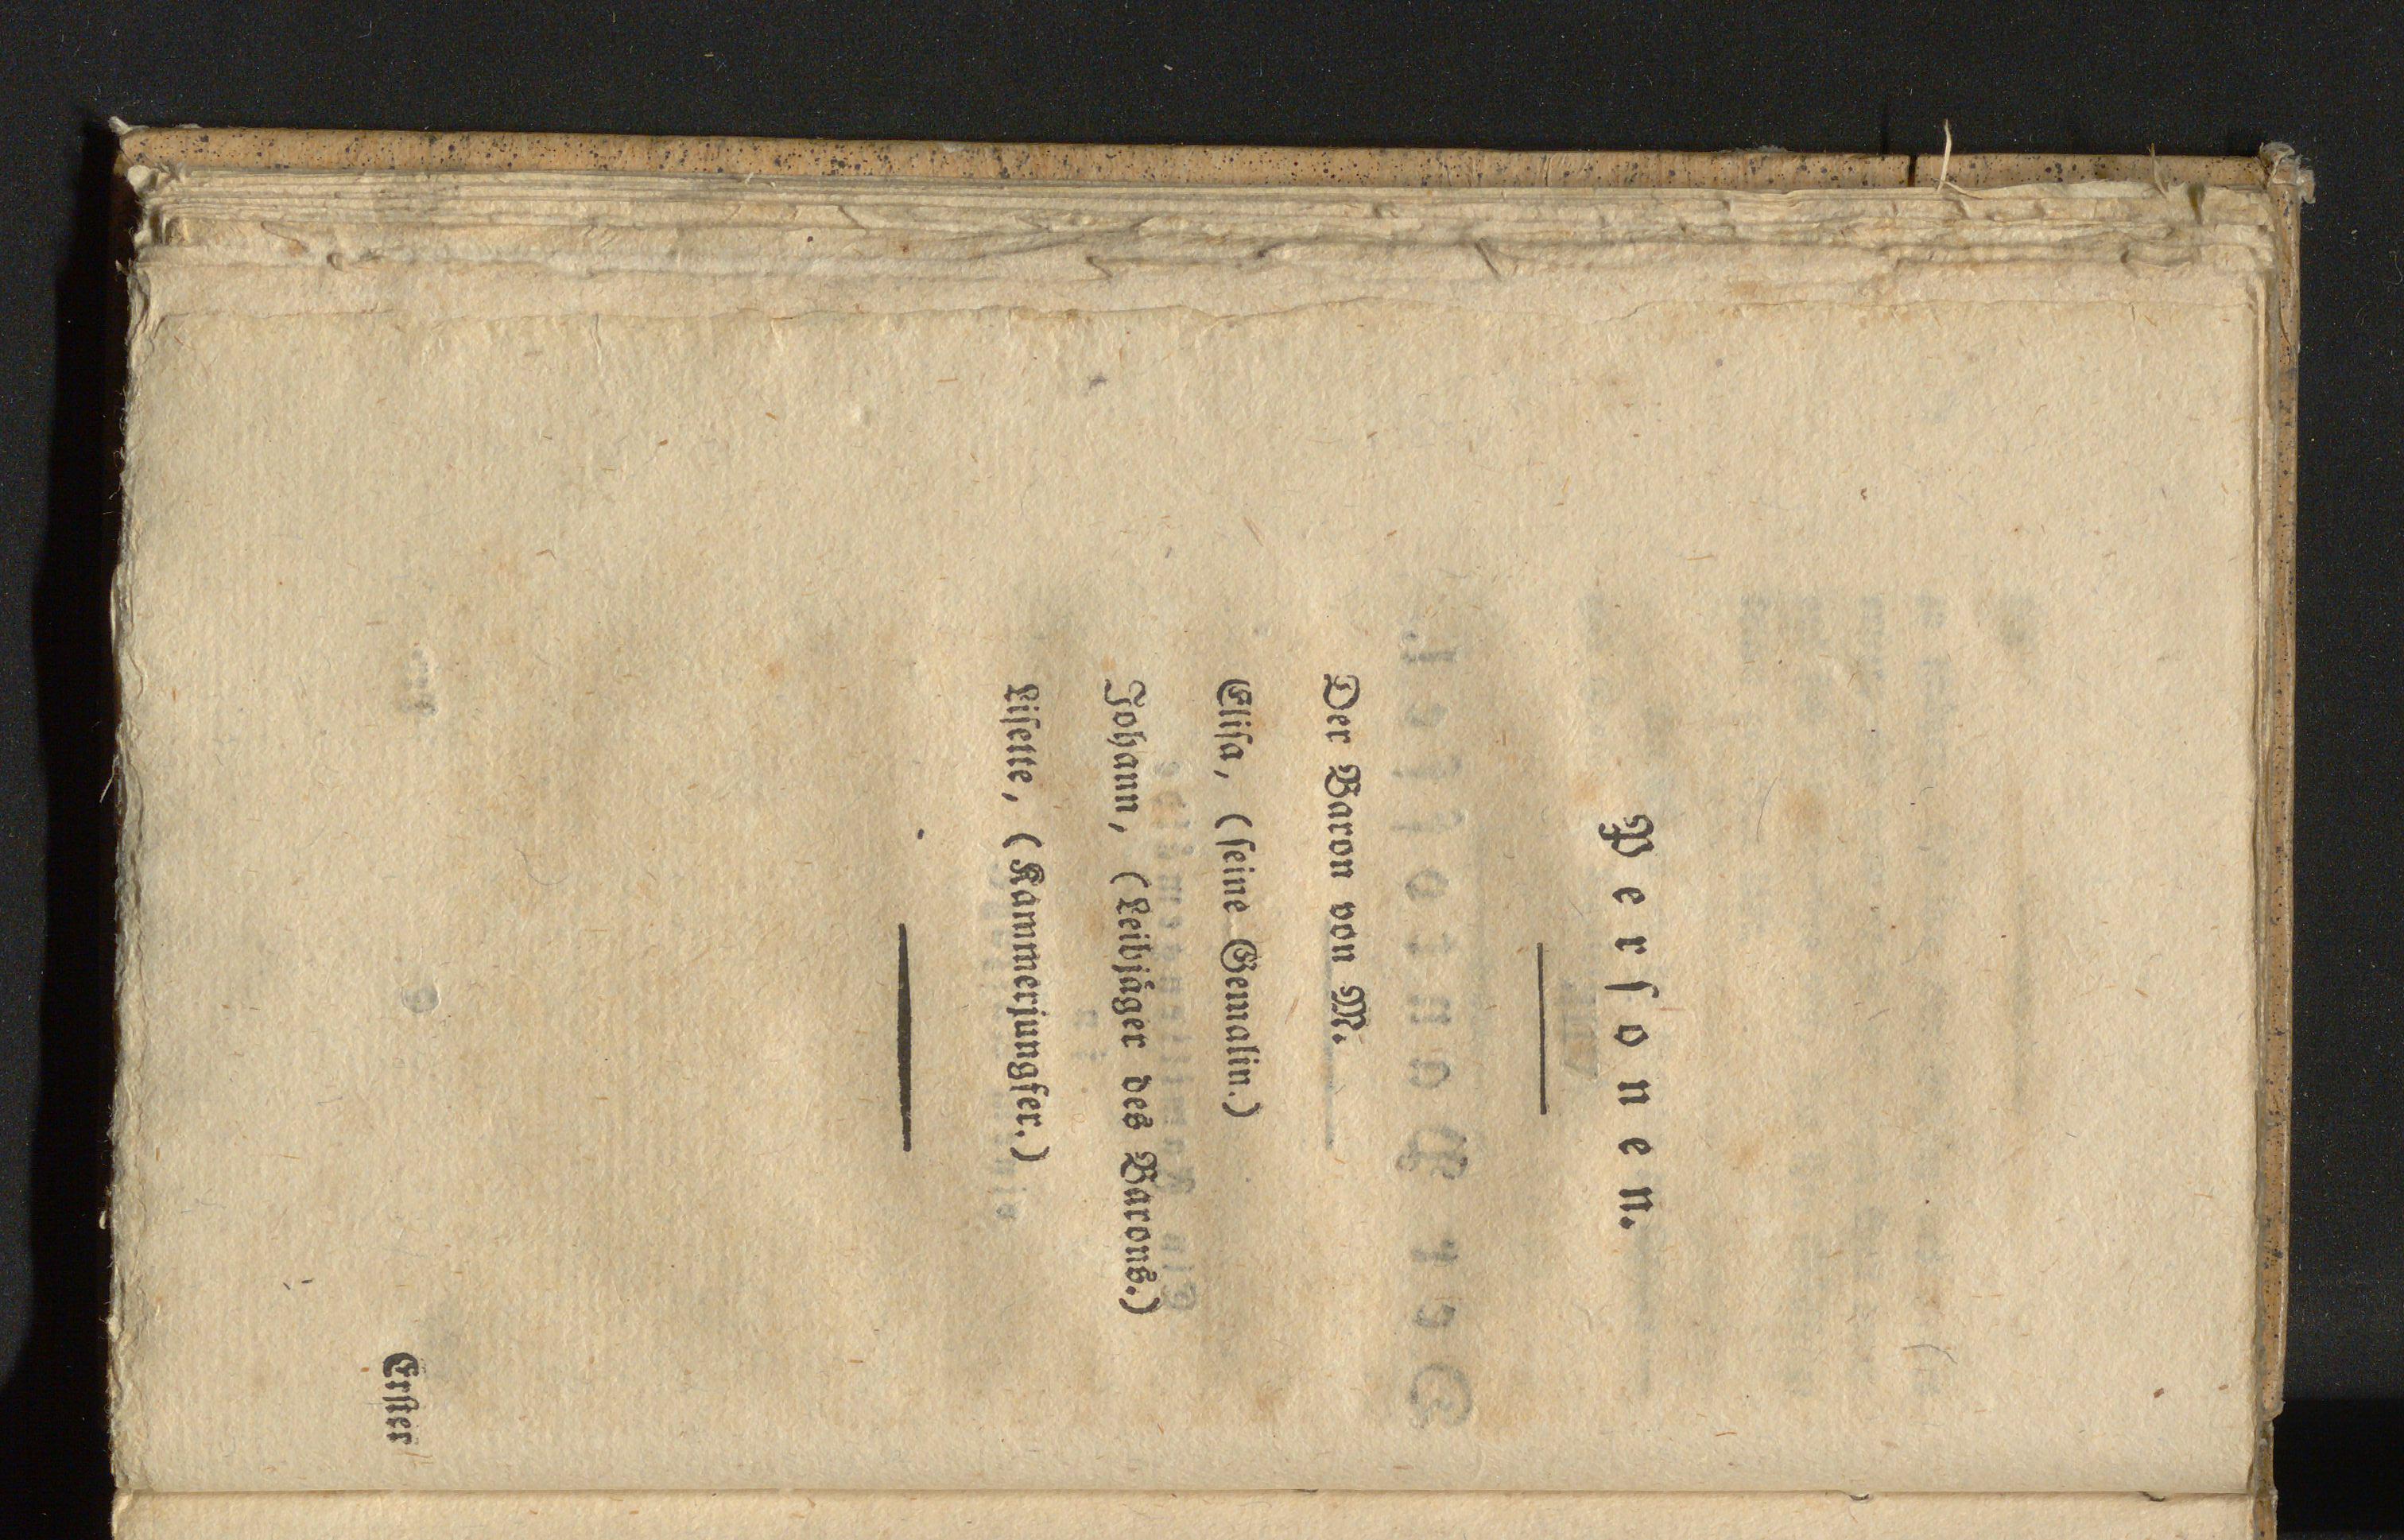 Perſonen.
Der Baron von M.
Eliſa, (ſeine Gemalin.)
Johann, (Leibjäger des Barons.)
Liſette, (Kammerjungfer.)
Erſter